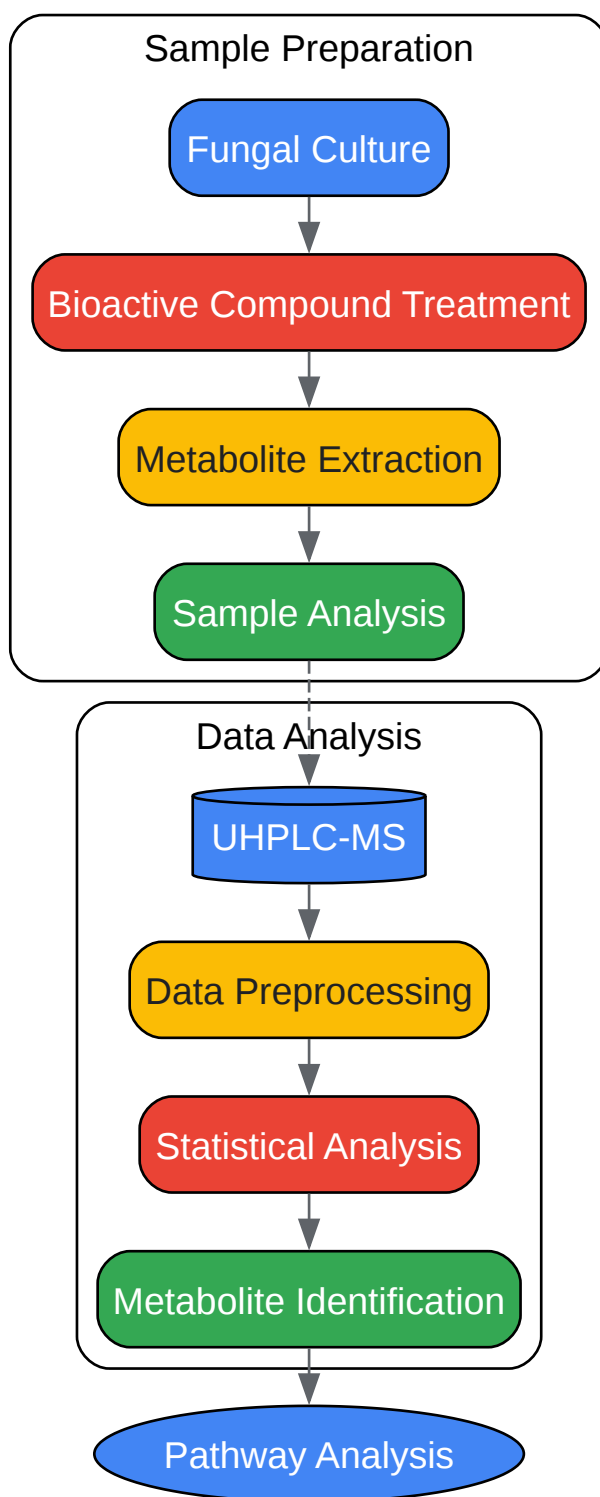 Sample Preparation
Fungal Culture
Bioactive Compound Treatment
Metabolite Extraction
Sample Analysis
Data Analysis
UHPLC-MS
Data Preprocessing
Statistical Analysis
Metabolite Identification
Pathway Analysis